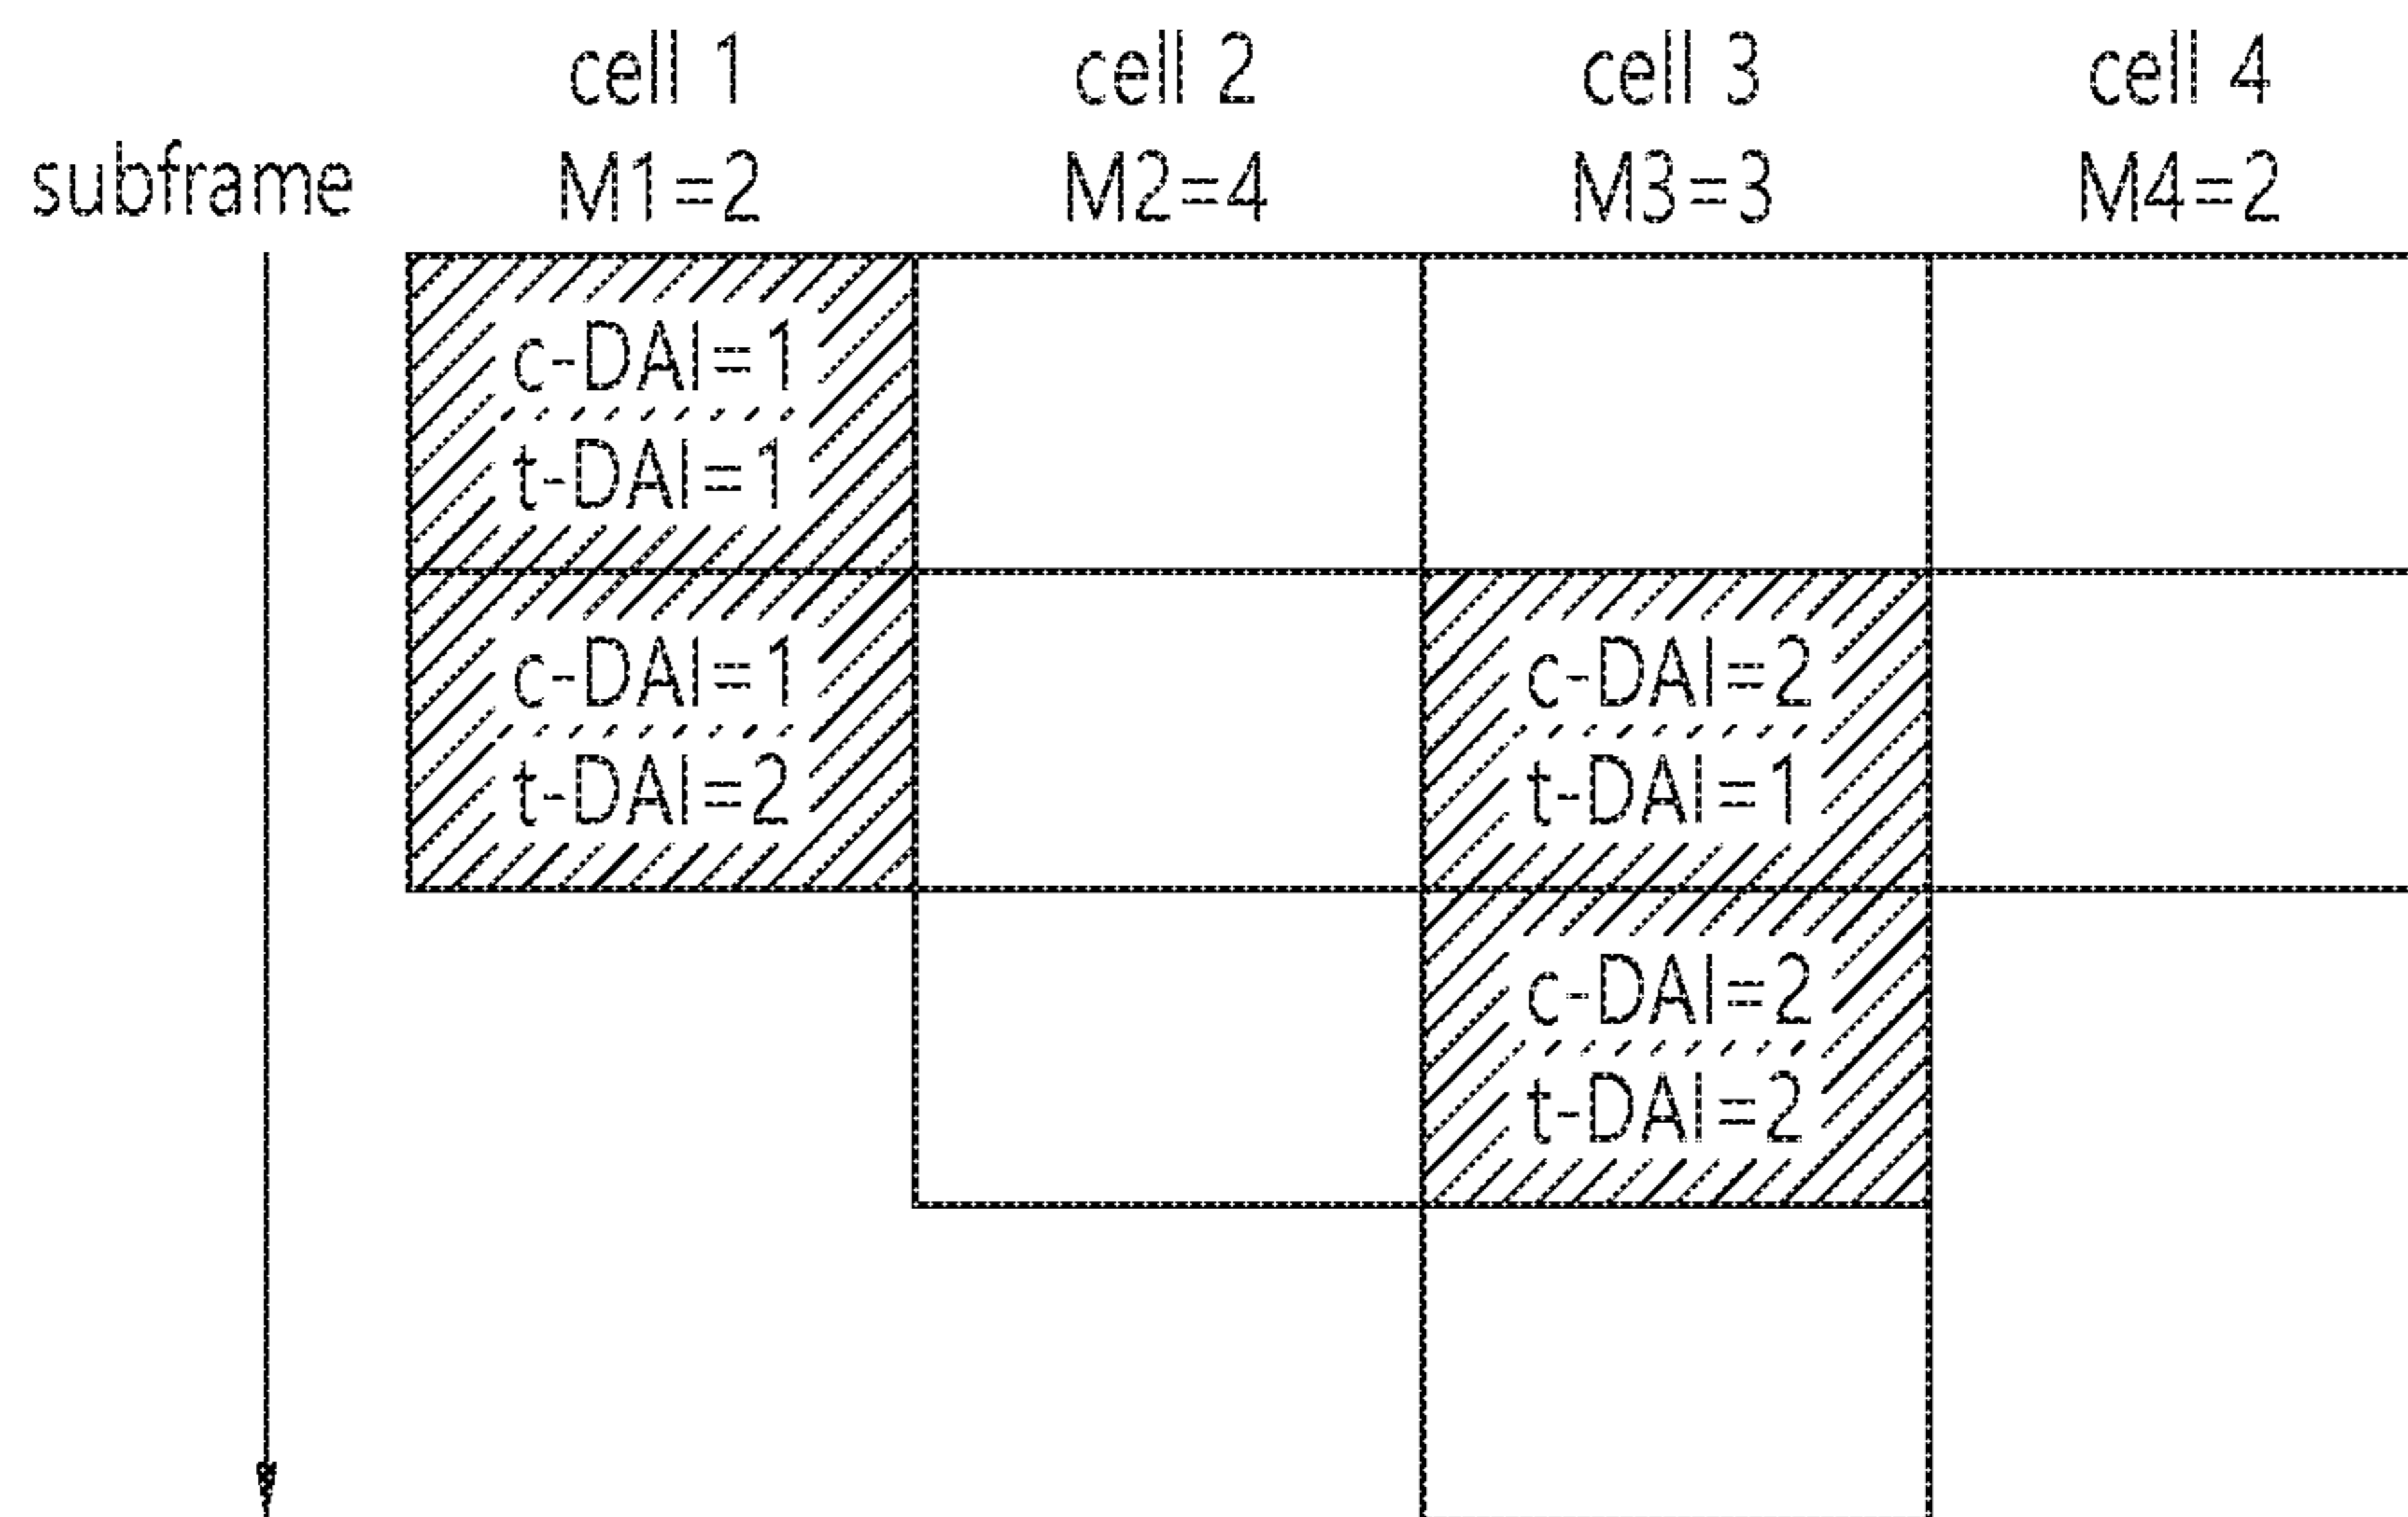 cell 1 cell 2 cell 3 cell 4
subframe M1=2 M2=4 M3=3 M4=2
c-DAI=1
t-DAI=1
c-DAI=1 c-DAI=2
t-DAI=2 t-DAI=1
c-DAI=2
t-DAI=2